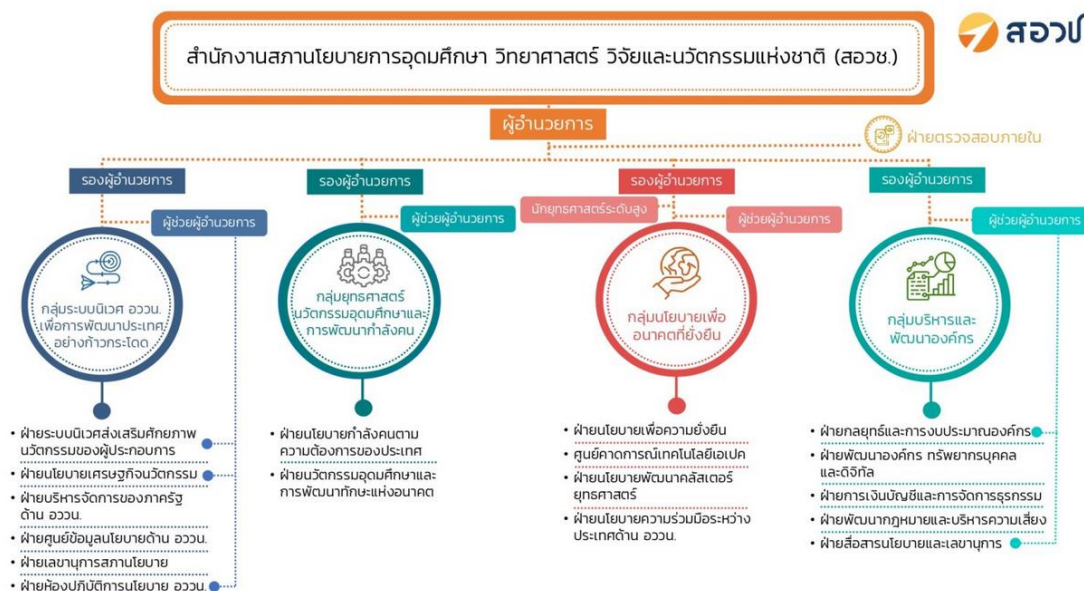 สอวช
สำนักงานสภานโยบายการอุดมศึกษา วิทยาศาสตร์ วิจัยและนวัตกรรมแห่งชาติ (สอวช.)
ผู้อำนวยการ
ฝ่ายตรวจสอบภายใน
รองผู้อำนวยการ
ผู้ช่วยผู้อำนวยการ
กลุ่มระบบนิเวศ อววน.
เพื่อการพัฒนาประเทศ
อย่างก้าวกระโดด
• ฝ่ายระบบนิเวศส่งเสริมศักยภาพ
นวัตกรรมของผู้ประกอบการ
• ฝ่ายนโยบายเศรษฐกิจนวัตกรรม
• ฝ่ายบริหารจัดการของภาครัฐ
ด้าน อววน.
• ฝ่ายศูนย์ข้อมูลนโยบายด้าน อววน.
• ฝ่ายเลขานุการสภานโยบาย
• ฝ่ายห้องปฏิบัติการนโยบาย อววน.
รองผู้อำนวยการ
ผู้ช่วยผู้อำนวยการ
กลุ่มยุทธศาสตร์
นวัตกรรมอุดมศึกษาและ
การพัฒนากำลังคน
• ฝ่ายนโยบายกำลังคนตาม
ความต้องการของประเทศ
• ฝ่ายนวัตกรรมอุดมศึกษาและ
การพัฒนาทักษะแห่งอนาคต
รองผู้อำนวยการ
นักยุทธศาสตร์ระดับสูง
ผู้ช่วยผู้อำนวยการ
กลุ่มนโยบายเพื่อ
อนาคตที่ยั่งยืน
• ฝ่ายนโยบายเพื่อความยั่งยืน
• ศูนย์คาดการณ์เทคโนโลยีเอเปค
• ฝ่ายนโยบายพัฒนาคลัสเตอร์
ยุทธศาสตร์
• ฝ่ายนโยบายความร่วมมือระหว่าง
ประเทศด้าน อววน.
รองผู้อำนวยการ
ผู้ช่วยผู้อำนวยการ
กลุ่มบริหารและ
พัฒนาองค์กร
• ฝ่ายกลยุทธ์และการงบประมาณองค์กร
• ฝ่ายพัฒนาองค์กร ทรัพยากรบุคคล
และดิจิทัล
• ฝ่ายการเงินบัญชีและการจัดการธุรกรรม
• ฝ่ายพัฒนากฎหมายและบริหารความเสี่ยง
• ฝ่ายสื่อสารนโยบายและเลขานุการ